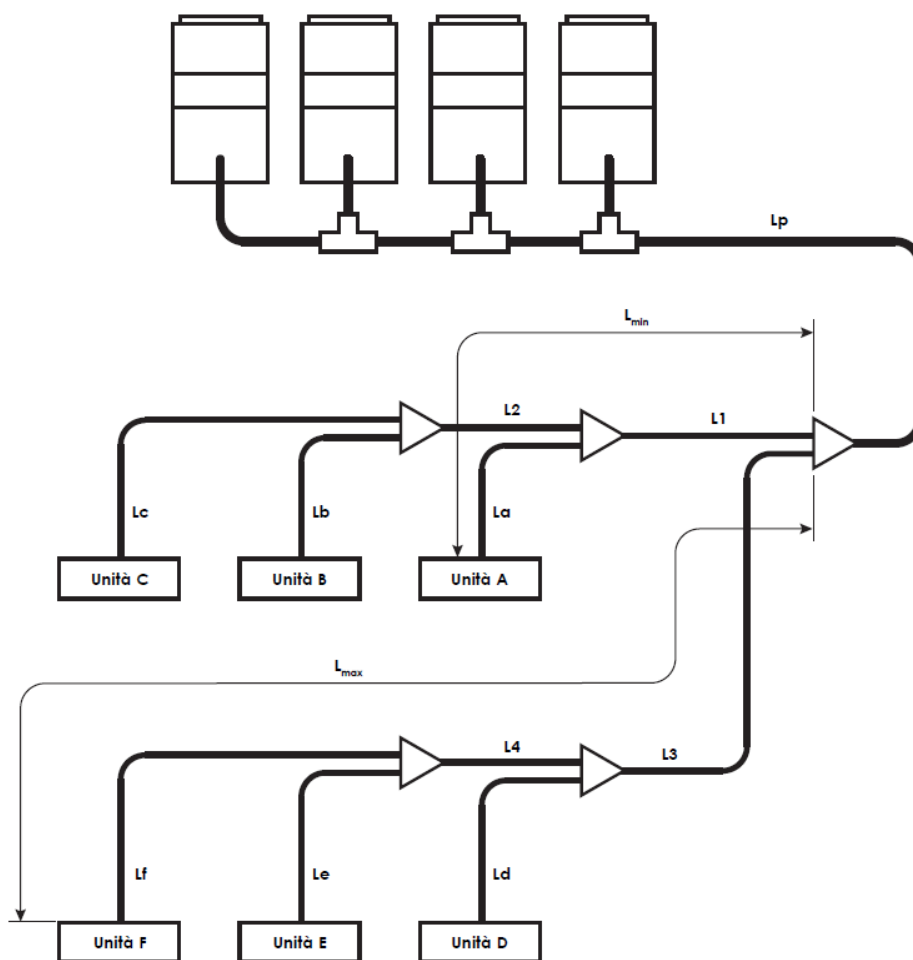 Lp
Lmin
L2
L1
Lc
Lb
La
Unità C
Unità B
Unità A
Lmax
L4
L3
Lf
Le
Ld
Unità F
Unità E
Unità D